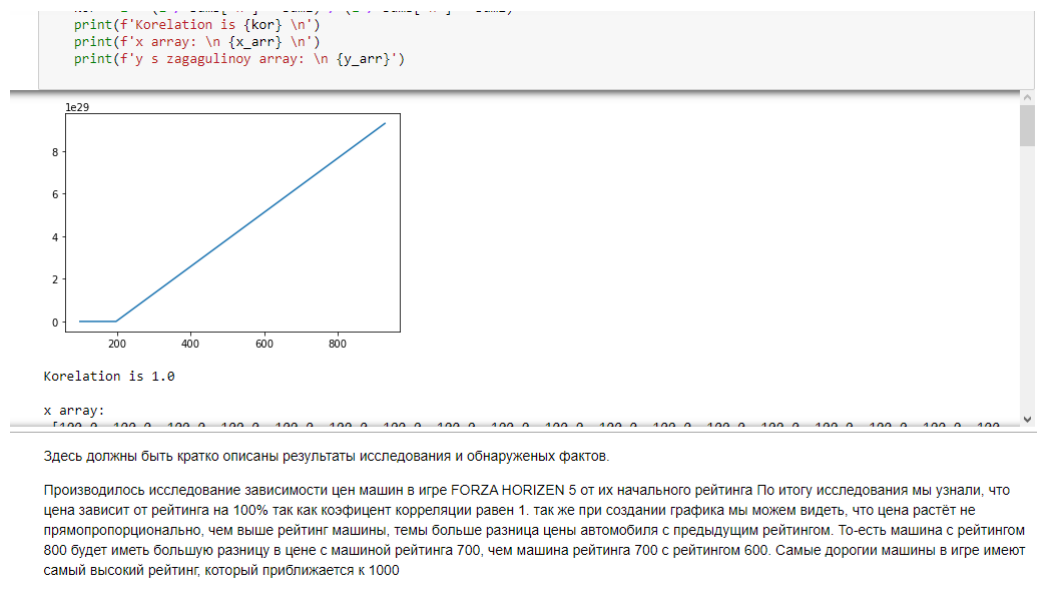 print(f'Korelation is {kor} \n')
print(f'x array: \n {x_arr} \n')
print(f'y s zagagulinoy array: \n {y_arr}')
1e29
8
6
4
2
0
200 400 600 800
Korelation is 1.0
x array:
Здесь должны быть кратко описаны результаты исследования и обнаруженых фактов.
Производилось исследование зависимости цен машин в игре FORZA HORIZEN 5 от их начального рейтинга По итогу исследования мы узнали, что
цена зависит от рейтинга на 100% так как коэфицент корреляции равен 1. так же при создании графика мы можем видеть, что цена растёт не
прямопропорционально, чем выше рейтинг машины, темы больше разница цены автомобиля с предыдущим рейтингом. То-есть машина с рейтингом
800 будет иметь большую разницу в цене с машиной рейтинга 700, чем машина рейтинга 700 с рейтингом 600. Самые дорогии машины в игре имеют
самый высокий рейтинг, который приближается к 1000